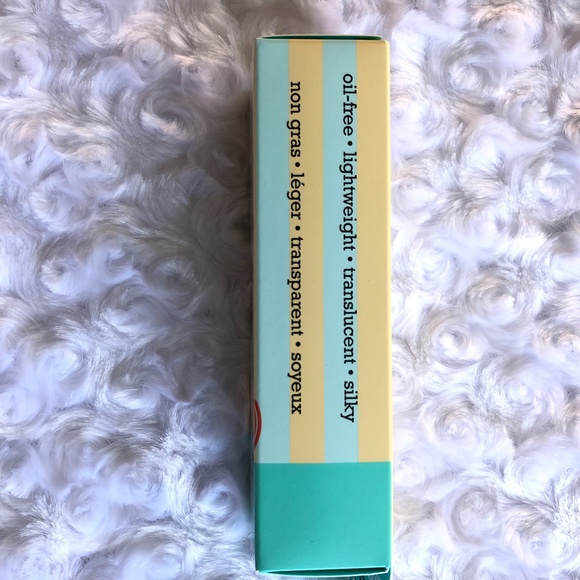 oil-free • lightweight • translucent • silky
non gras • léger • transparent • soyeux